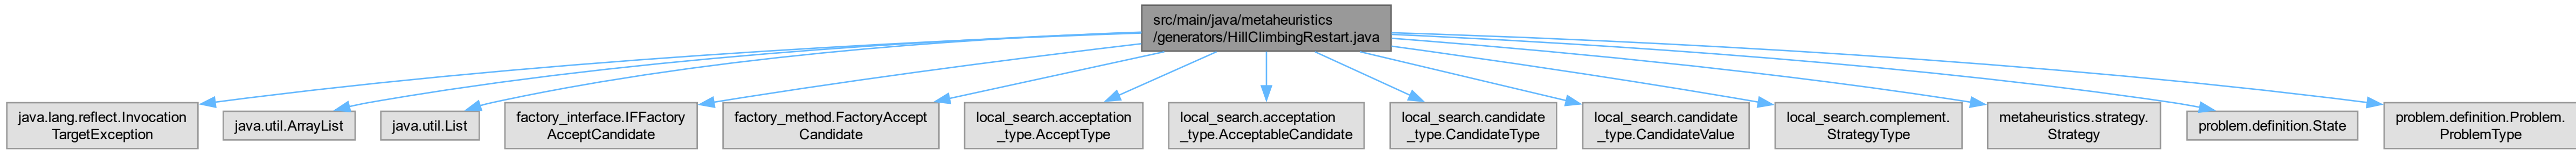 src/main/java/metaheuristics
/generators/HillClimbingRestart.java
java.lang.reflect.Invocation
TargetException
java.util.ArrayList
java.util.List
factory_interface.IFFactory
AcceptCandidate
factory_method.FactoryAccept
Candidate
local_search.acceptation
_type.AcceptType
local_search.acceptation
_type.AcceptableCandidate
local_search.candidate
_type.CandidateType
local_search.candidate
_type.CandidateValue
local_search.complement.
StrategyType
metaheuristics.strategy.
Strategy
problem.definition.State
problem.definition.Problem.
ProblemType